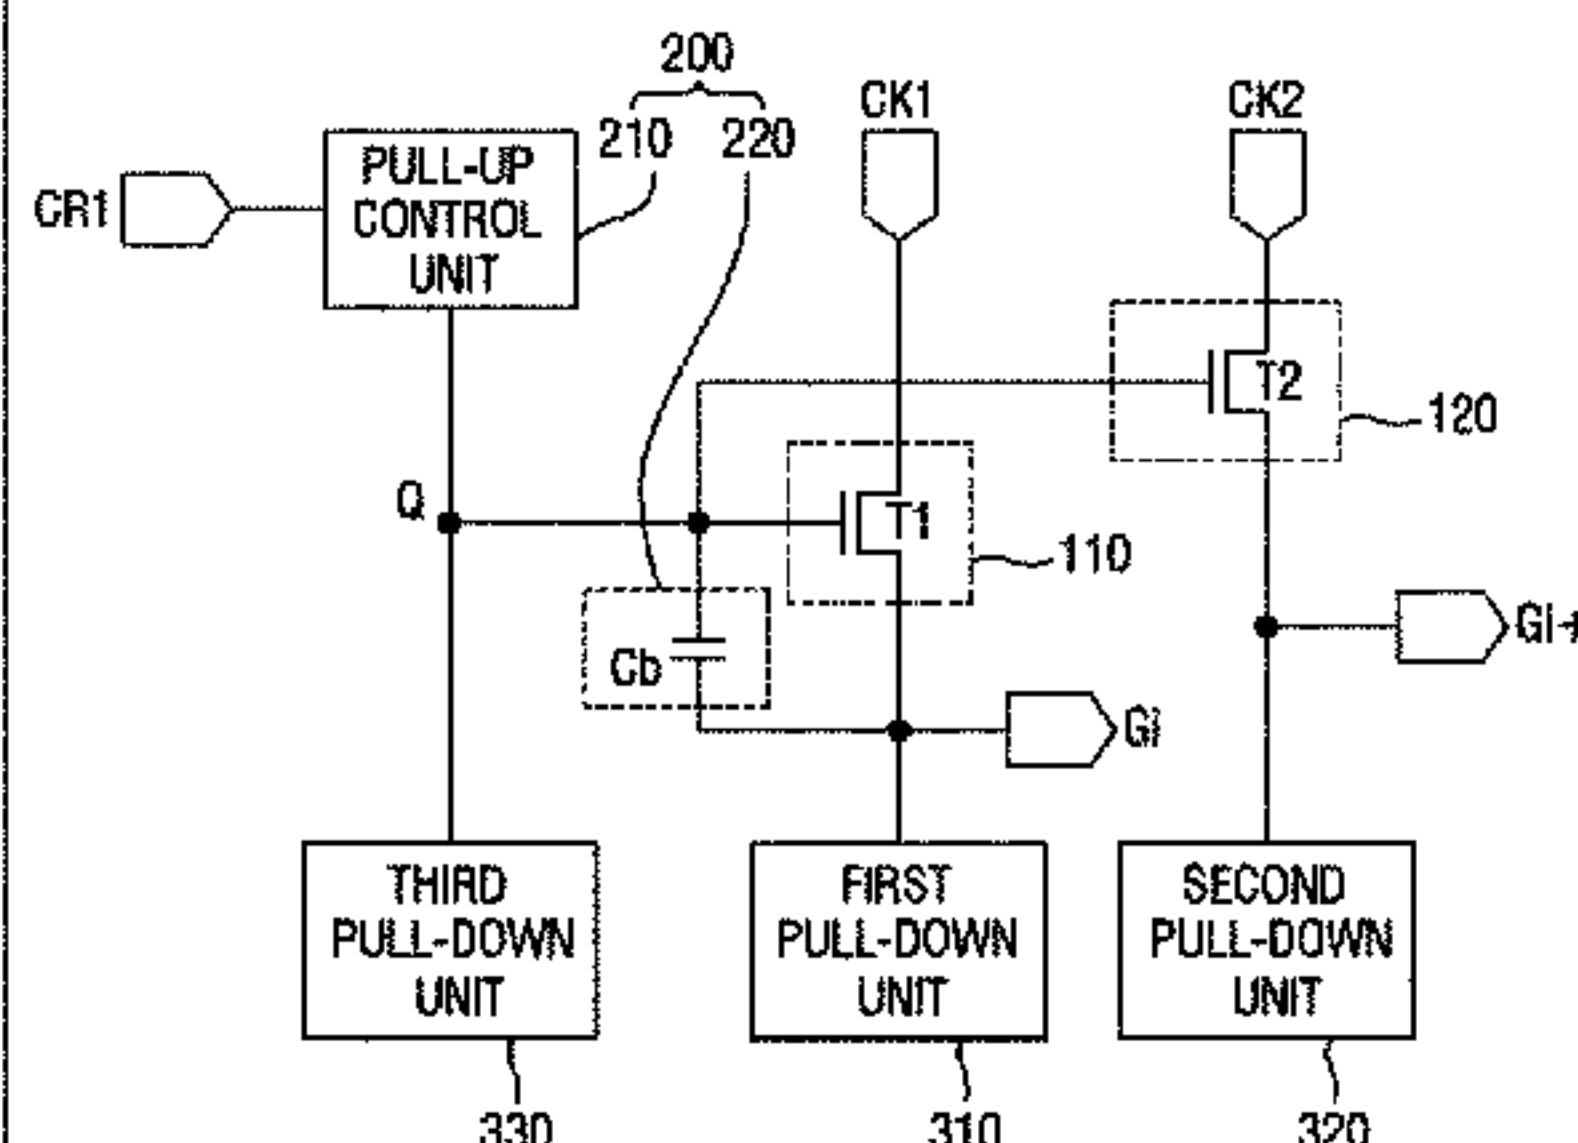 200
210 220
CK1
CK2
CR1
PULL-UP
CONTROL
UNIT
T2
120
Q
T1
110
Cb
Gi+
Gi
THIRD
PULL-DOWN
UNIT
FIRST
PULL-DOWN
UNIT
SECOND
PULL-DOWN
UNIT
330
310
320